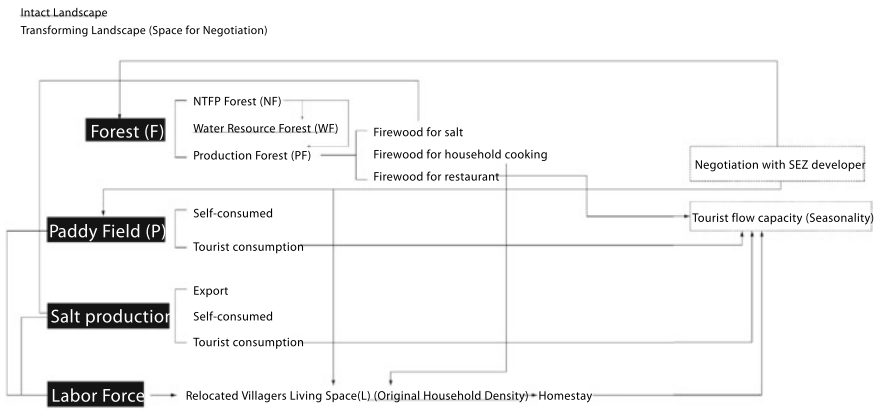 Intact Landscape
Transforming Landscape (Space for Negotiation)
Forest (F)
NTFP Forest (NF)
Water Resource Forest (WF)
Production Forest (PF)
Firewood for salt
Firewood for household cooking
Firewood for restaurant
Negotiation with SEZ developer
Tourist flow capacity (Seasonality)
Paddy Field (P)
Self-consumed
Tourist consumption
Salt production
Export
Self-consumed
Tourist consumption
Labor Force
Relocated Villagers Living Space(L) (Original Household Density)
Homestay